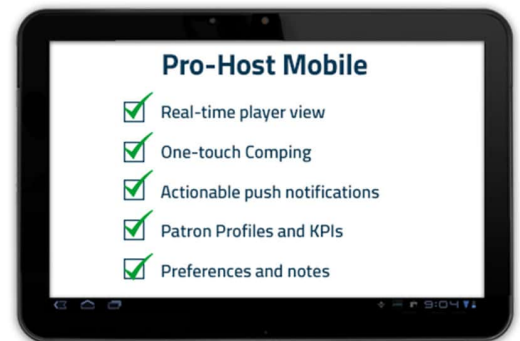 Pro-Host Mobile
Real-time player view
One-touch Comping
Actionable push notifications
Patron Profiles and KPIs
Preferences and notes
9:04